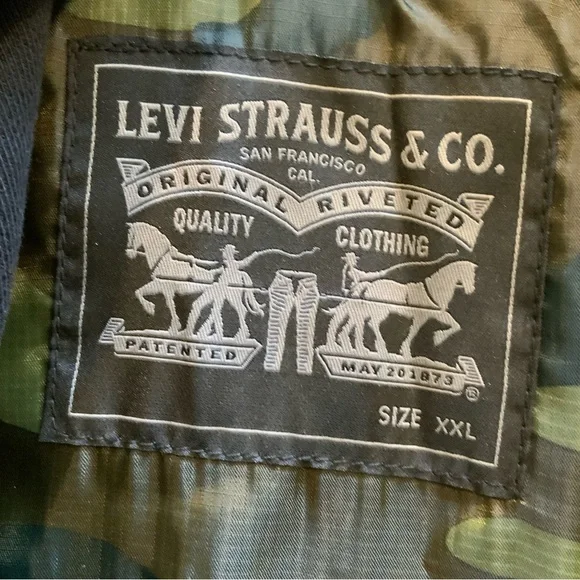 LEVI STRAUSS & CO.
SAN FRANCISCO
CAL.
ORIGINAL RIVETED
QUALITY CLOTHING
PATENTED MAY 20 1873
®
SIZE XXL